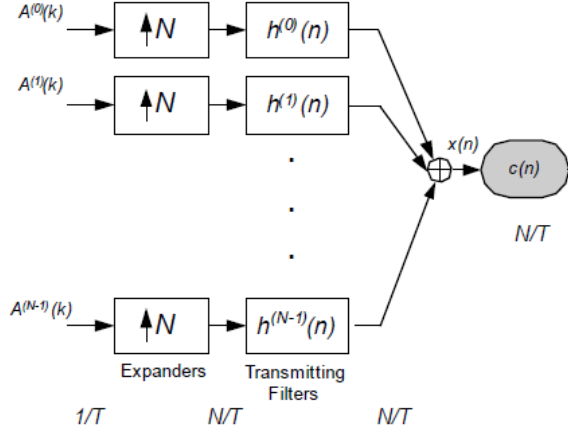 A(0)(k)
↑N
h(0)(n)
A(1)(k)
↑N
h(1)(n)
x(n)
c(n)
N/T
A(N-1)(k)
↑N
h(N-1)(n)
Expanders
Transmitting
Filters
1/T
N/T
N/T